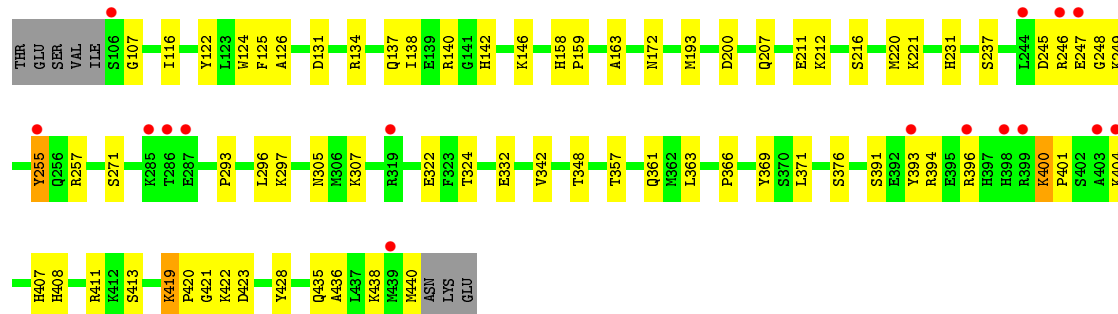 THR GLU SER VAL ILE S106 G107 I116 Y122 L123 W124 F125 A126 D131 R134 Q137 I138 E139 R140 G141 H142 K146 H158 P159 A163 N172 M193 D200 Q207 E211 K212 S216 M220 K221 H231 S237 L244 D245 R246 E247 G248 K249
Y255 Q256 R257 S271 K285 T286 E287 P293 L296 K297 N305 M306 K307 R319 E322 F323 T324 E332 V342 T348 T357 Q361 M362 L363 P366 Y369 S370 L371 S376 S391 E392 Y393 R394 E395 R396 H397 H398 R399 K400 P401 S402 A403 K404
H407 H408 R411 K412 S413 K419 P420 G421 K422 D423 Y428 Q435 A436 L437 K438 M439 M440 ASN LYS GLU